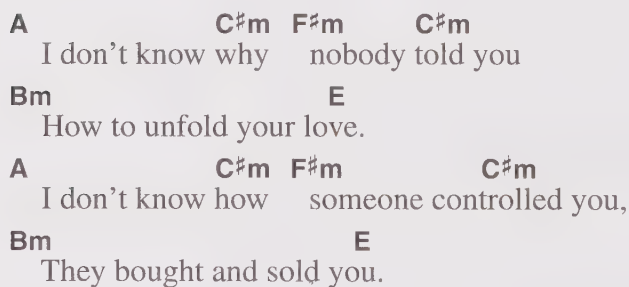 A C♯m F♯m C♯m
I don't know why nobody told you
Bm E
How to unfold your love.
A C♯m F♯m C♯m
I don't know how someone controlled you,
Bm E
They bought and sold you.